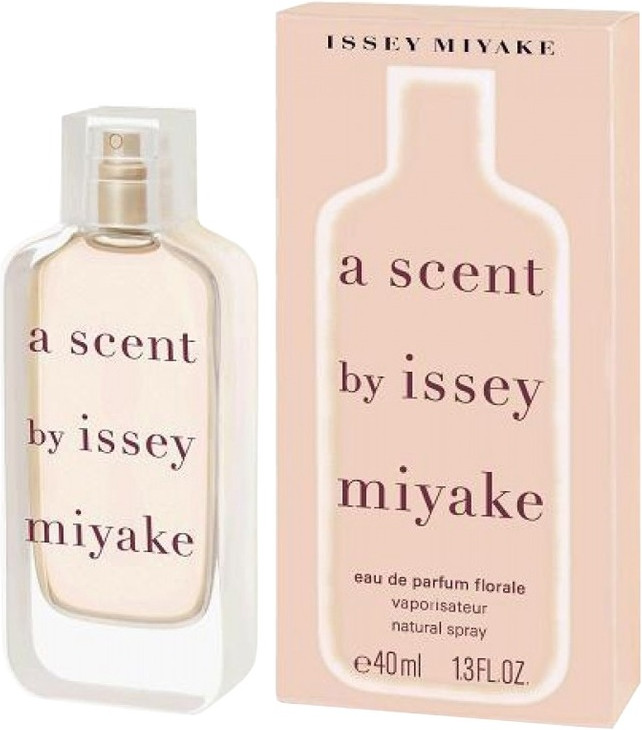 a scent
by issey
miyake
ISSEY MIYAKE
a scent
by issey
miyake
eau de parfum florale
vaporisateur
natural spray
e40ml 1.3FL.OZ.